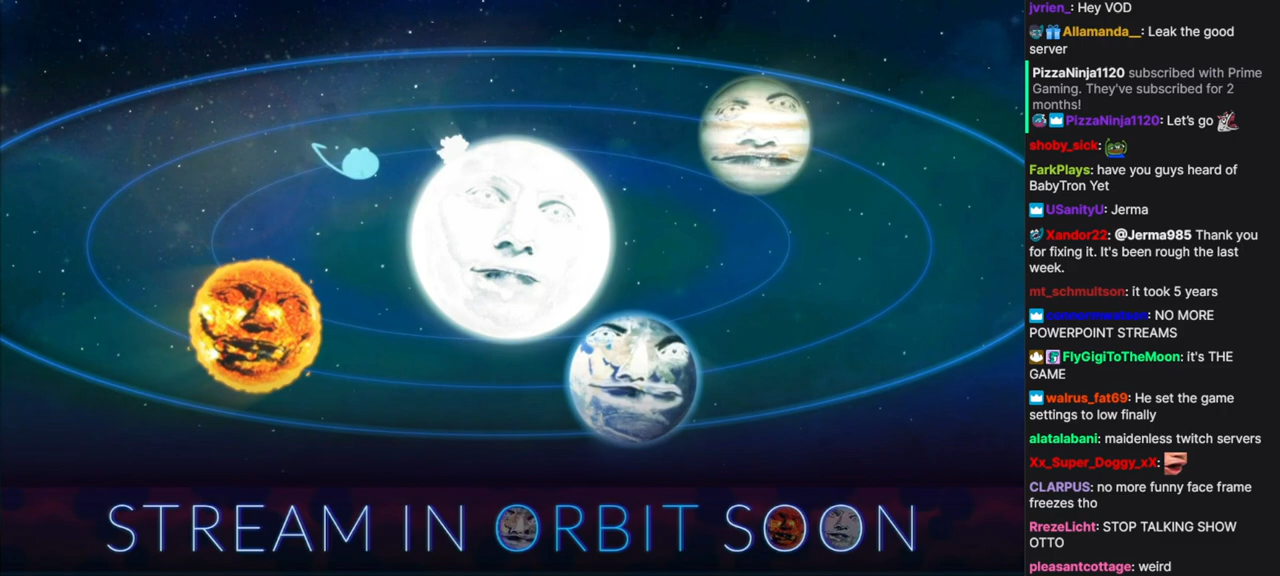 STREAM IN ORBIT SOON
jvrien_: Hey VOD
Allamanda__: Leak the good
server
PizzaNinja1120 subscribed with Prime
Gaming. They've subscribed for 2
months!
PizzaNinja1120: Let's go
shoby_sick:
FarkPlays: have you guys heard of
BabyTron Yet
USanityU: Jerma
Xandor22: @Jerma985 Thank you
for fixing it. It's been rough the last
week.
mt_schmultson: it took 5 years
: NO MORE
POWERPOINT STREAMS
FlyGigiToTheMoon: it's THE
GAME
walrus_fat69: He set the game
settings to low finally
alatalabani: maidenless twitch servers
Xx_Super_Doggy_xX:
CLARPUS: no more funny face frame
freezes tho
RrezeLicht: STOP TALKING SHOW
OTTO
pleasantcottage: weird